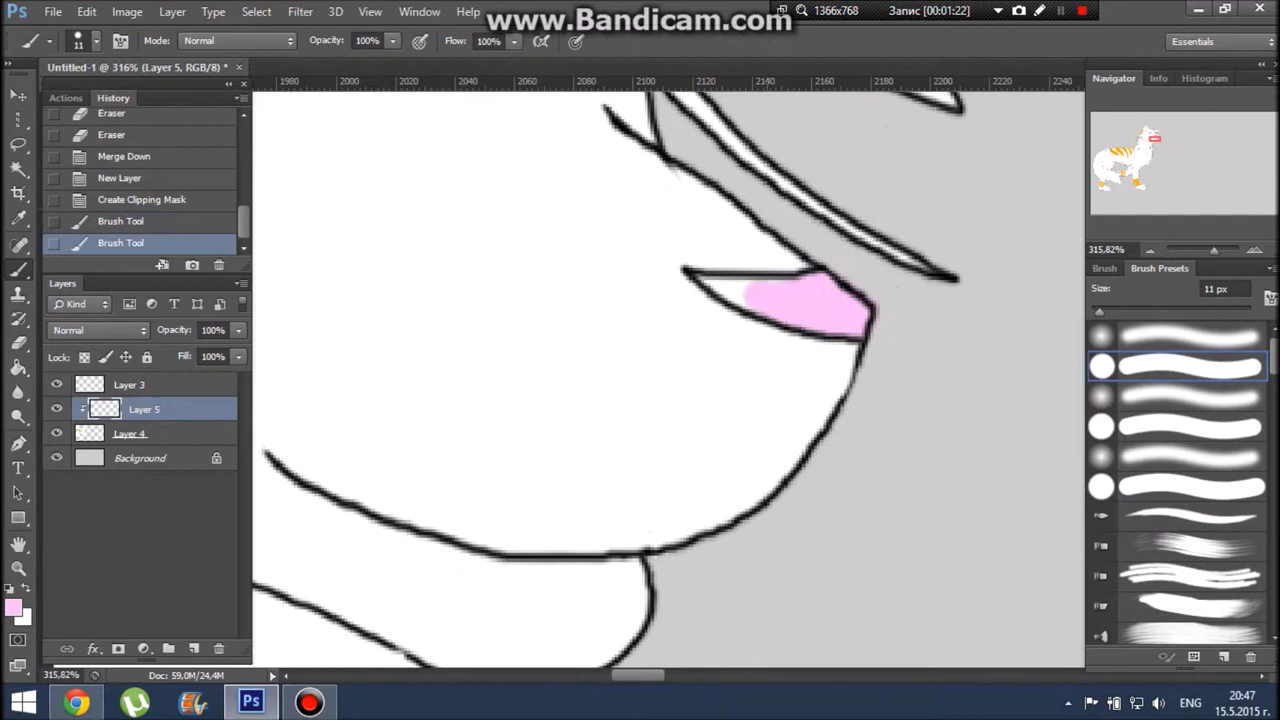 www.Bandicam.com
1366x768 Запис [00:01:22]
Ps File Edit Image Layer Type Select Filter 3D View Window Help
11 Mode: Normal Opacity: 100% Flow: 100% Essentials
Untitled-1 @ 316% (Layer 5, RGB/8) * ×
1980 2000 2020 2040 2060 2080 2100 2120 2140 2160 2180 2200 2220 2240
Actions History
Eraser
Eraser
Merge Down
New Layer
Create Clipping Mask
Brush Tool
Brush Tool
Layers
Kind
Normal Opacity: 100%
Lock: Fill: 100%
Layer 3
Layer 5
Layer 4
Background
315,82% Doc: 59,0M/24,4M
Navigator Info Histogram
315,82%
Brush Brush Presets
Size: 11 px
Ps
ENG
20:47
15.5.2015 г.